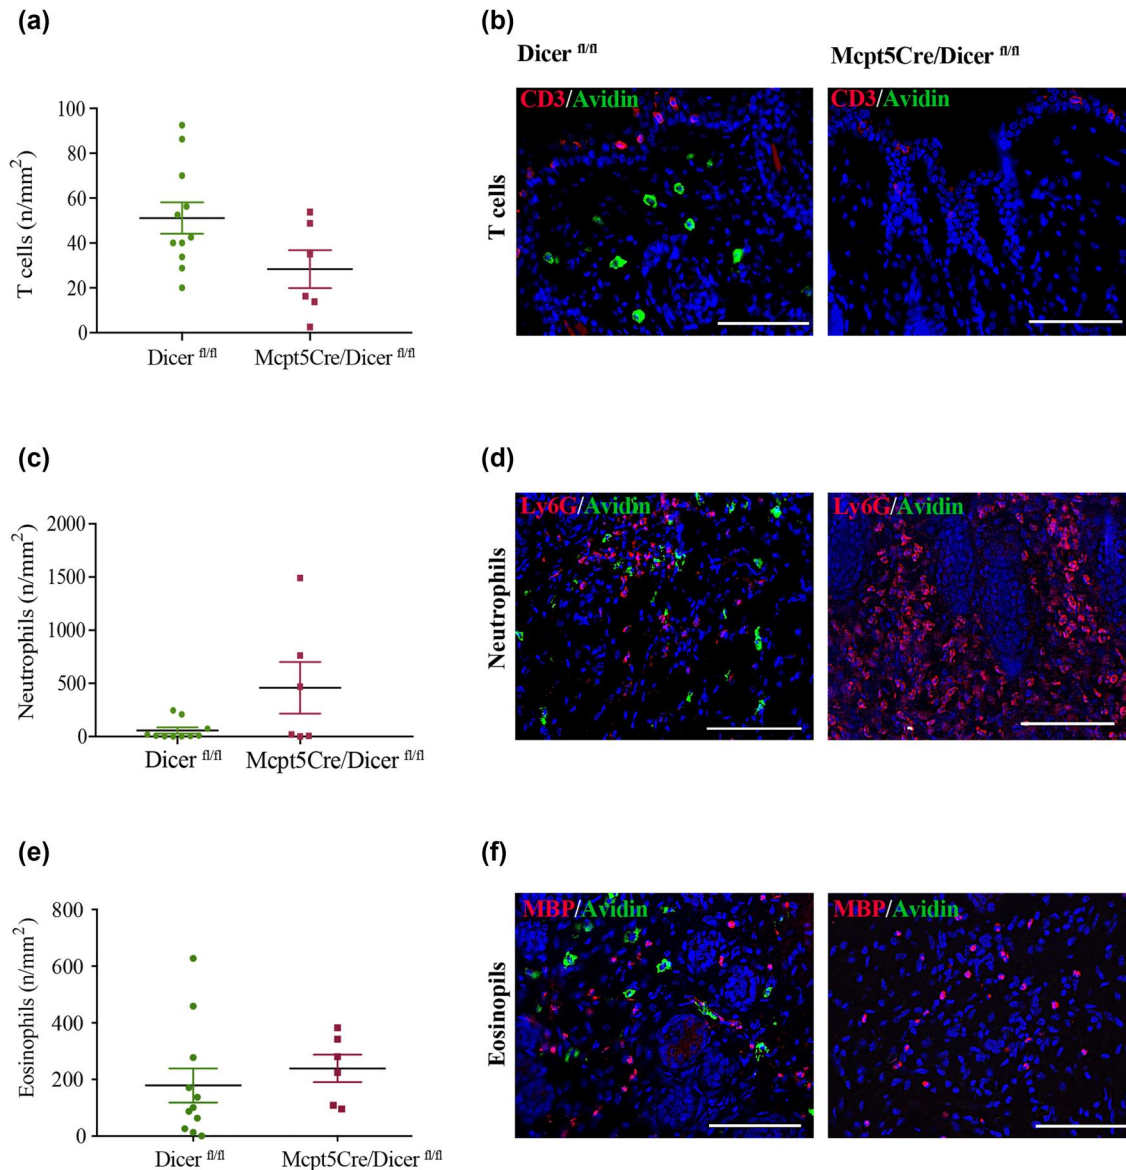 (a)
T cells (n/mm²)
100
80
60
40
20
0
Dicer fl/fl
Mcpt5Cre/Dicer fl/fl
(b)
Dicer fl/fl
Mcpt5Cre/Dicer fl/fl
T cells
CD3/Avidin
CD3/Avidin
(c)
Neutrophils (n/mm²)
2000
1500
1000
500
0
Dicer fl/fl
Mcpt5Cre/Dicer fl/fl
(d)
Neutrophils
Ly6G/Avidin
Ly6G/Avidin
(e)
Eosinophils (n/mm²)
800
600
400
200
0
Dicer fl/fl
Mcpt5Cre/Dicer fl/fl
(f)
Eosinopils
MBP/Avidin
MBP/Avidin